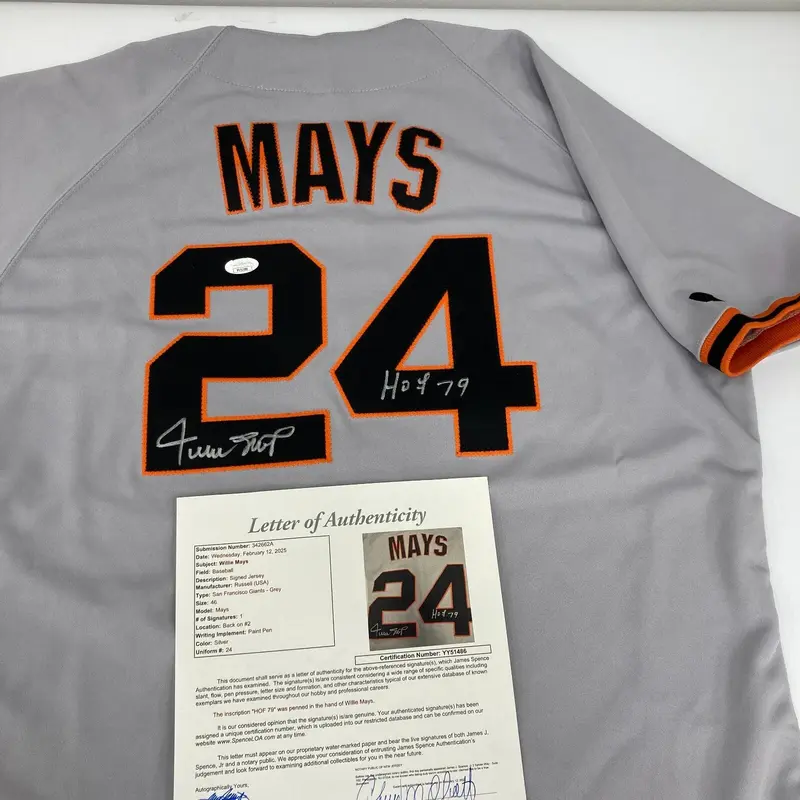 MAYS
24
HOF 79
Willie Mays
Letter of Authenticity
Submission Number: 342662A
Date: Wednesday, February 12, 2025
Subject: Willie Mays
Field: Baseball
Description: Signed Jersey
Manufacturer: Russell (USA)
Type: San Francisco Giants - Grey
Size: 46
Model: Mays
# of Signatures: 1
Location: Back on #2
Writing Implement: Paint Pen
Color: Silver
Uniform #: 24
MAYS
24
HOF 79
Willie Mays
Certification Number: YY51486
This document shall serve as a letter of authenticity for the above-referenced signature(s), which James Spence
Authentication has examined. The signature(s) is/are consistent considering a wide range of specific qualities including
slant, flow, pen pressure, letter size and formation, and other characteristics typical of our extensive database of known
exemplars we have examined throughout our hobby and professional careers.
The inscription "HOF 79" was penned in the hand of Willie Mays.
It is our considered opinion that the signature(s) is/are genuine. Your authenticated signature(s) has been
assigned a unique certification number, which is uploaded into our restricted database and can be confirmed on our
website www.SpenceLOA.com at any time.
This letter must appear on our proprietary water-marked paper and bear the live signatures of both James J.
Spence, Jr and a notary public. We appreciate your consideration of entrusting James Spence Authentication's
judgement and look forward to examining additional collectibles for you in the near future.
Autographically Yours,